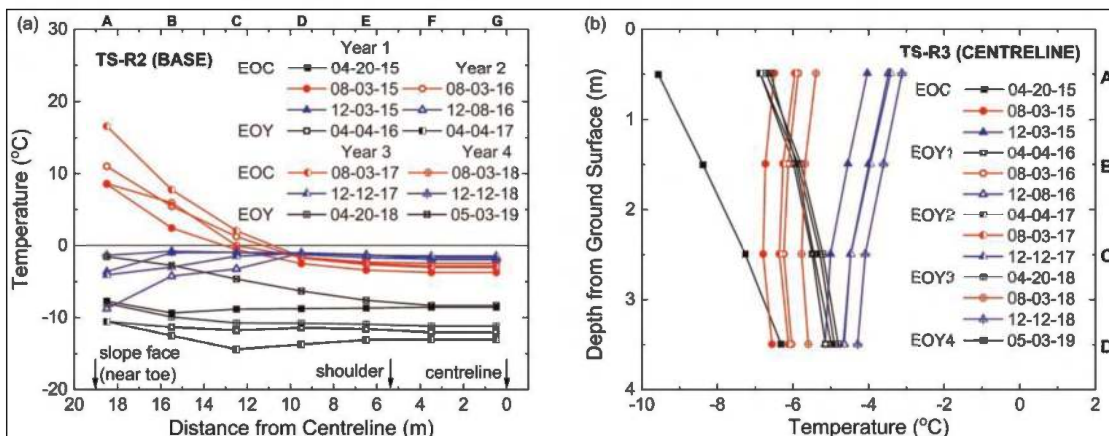 (a)
A B C D E F G
30
20
10
0
-10
-20
Temperature (°C)
TS-R2 (BASE)
Year 1
EOC 04-20-15 Year 2
08-03-15 08-03-16
12-03-15 12-08-16
EOY 04-04-16 04-04-17
Year 3 Year 4
EOC 08-03-17 08-03-18
12-12-17 12-12-18
EOY 04-20-18 05-03-19
slope face
(near toe)
shoulder
centreline
20 18 16 14 12 10 8 6 4 2 0
Distance from Centreline (m)
(b)
0
1
2
3
4
Depth from Ground Surface (m)
TS-R3 (CENTRELINE)
EOC 04-20-15
08-03-15
12-03-15
EOY1 04-04-16
08-03-16
12-08-16
EOY2 04-04-17
08-03-17
12-12-17
EOY3 04-20-18
08-03-18
12-12-18
EOY4 05-03-19
A
B
C
D
-10 -8 -6 -4 -2 0 2
Temperature (°C)